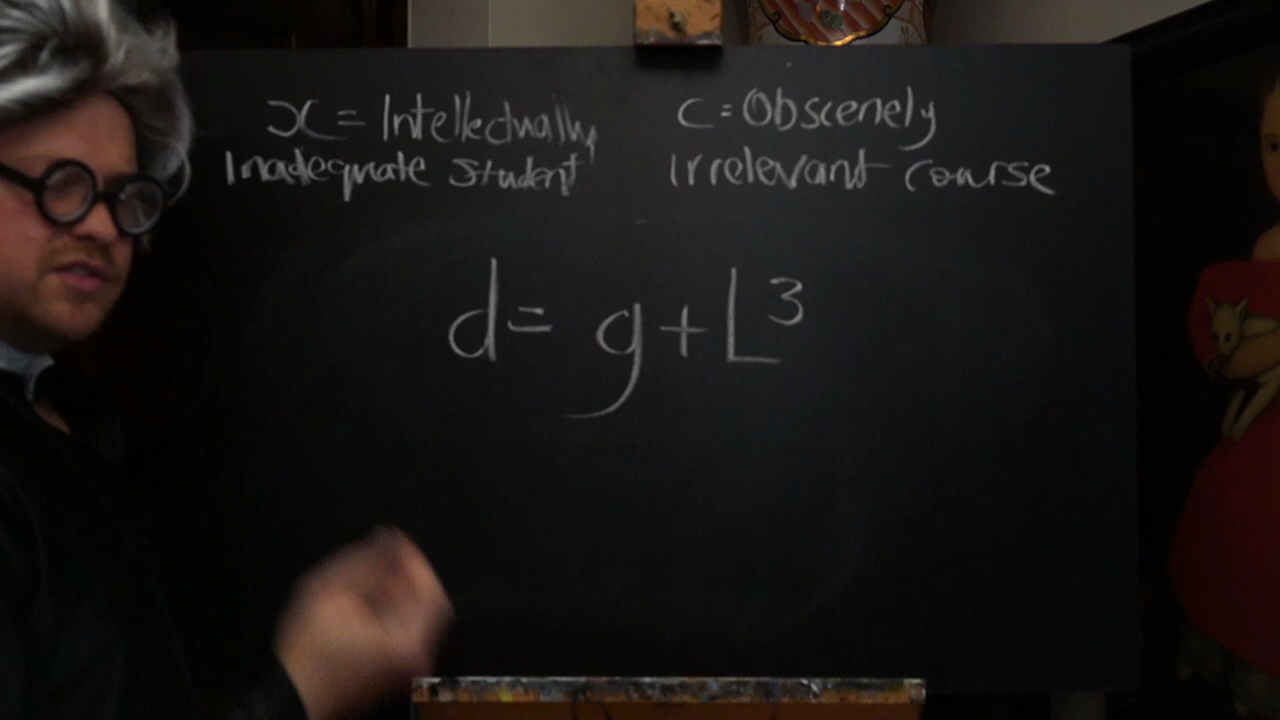 x = Intellectually
Inadequate student
c = Obscenely
irrelevant course
d = g + L³